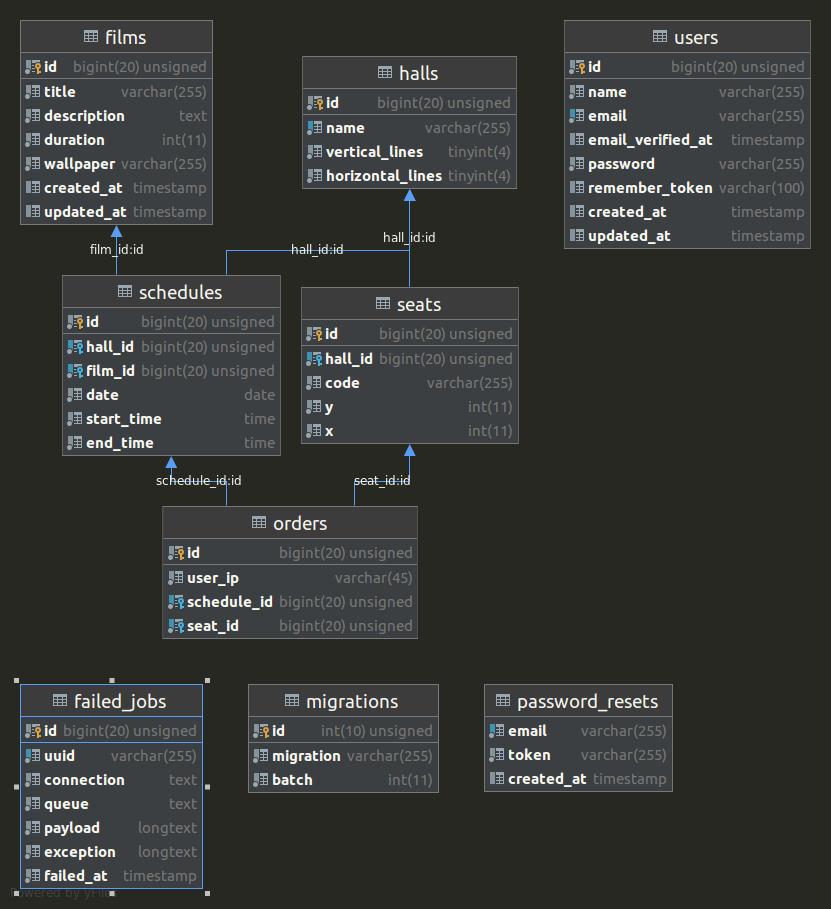 films
id bigint(20) unsigned
title varchar(255)
description text
duration int(11)
wallpaper varchar(255)
created_at timestamp
updated_at timestamp
halls
id bigint(20) unsigned
name varchar(255)
vertical_lines tinyint(4)
horizontal_lines tinyint(4)
users
id bigint(20) unsigned
name varchar(255)
email varchar(255)
email_verified_at timestamp
password varchar(255)
remember_token varchar(100)
created_at timestamp
updated_at timestamp
film_id:id
hall_id:id
hall_id:id
schedules
id bigint(20) unsigned
hall_id bigint(20) unsigned
film_id bigint(20) unsigned
date date
start_time time
end_time time
seats
id bigint(20) unsigned
hall_id bigint(20) unsigned
code varchar(255)
y int(11)
x int(11)
schedule_id:id
seat_id:id
orders
id bigint(20) unsigned
user_ip varchar(45)
schedule_id bigint(20) unsigned
seat_id bigint(20) unsigned
failed_jobs
id bigint(20) unsigned
uuid varchar(255)
connection text
queue text
payload longtext
exception longtext
failed_at timestamp
migrations
id int(10) unsigned
migration varchar(255)
batch int(11)
password_resets
email varchar(255)
token varchar(255)
created_at timestamp
Powered by yFiles